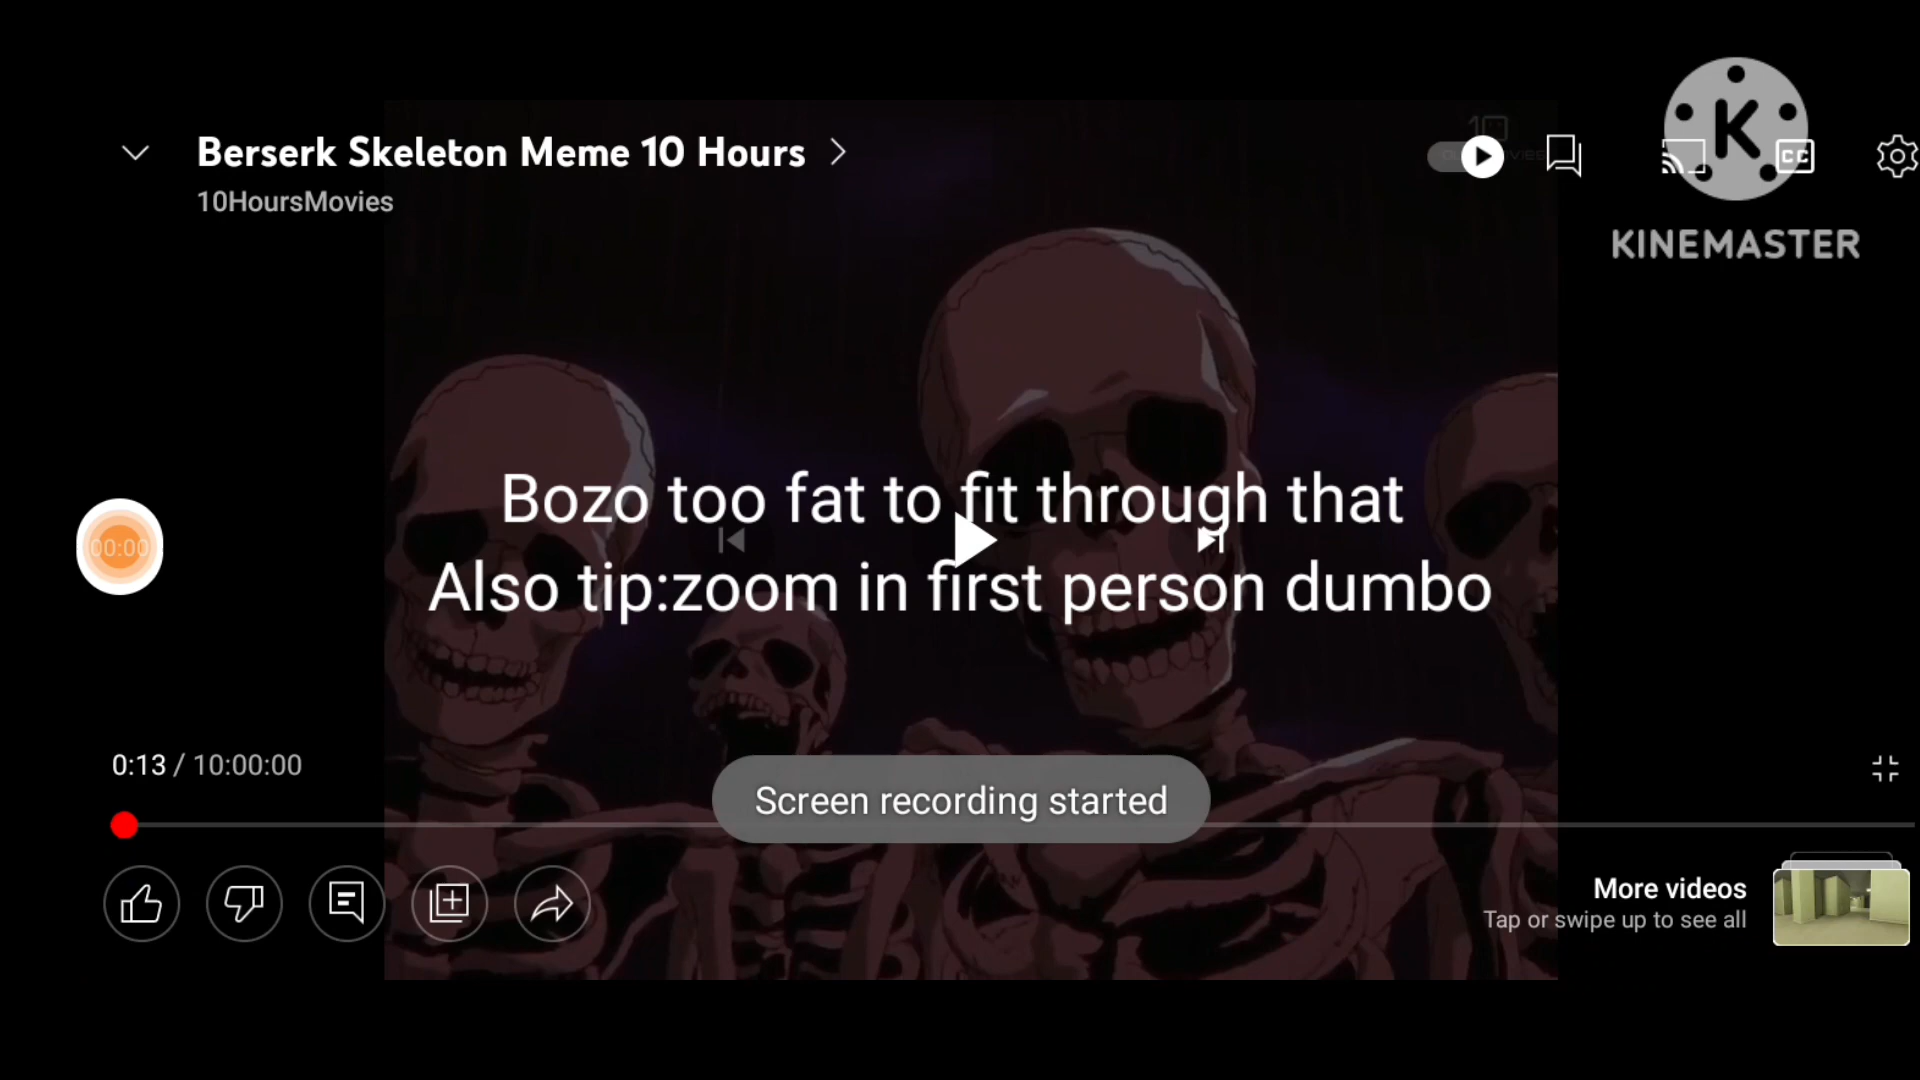 Berserk Skeleton Meme 10 Hours
10HoursMovies
CC
KINEMASTER
Bozo too fat to fit through that
00:00
Also tip:zoom in first person dumbo
0:13 / 10:00:00
Screen recording started
More videos
Tap or swipe up to see all